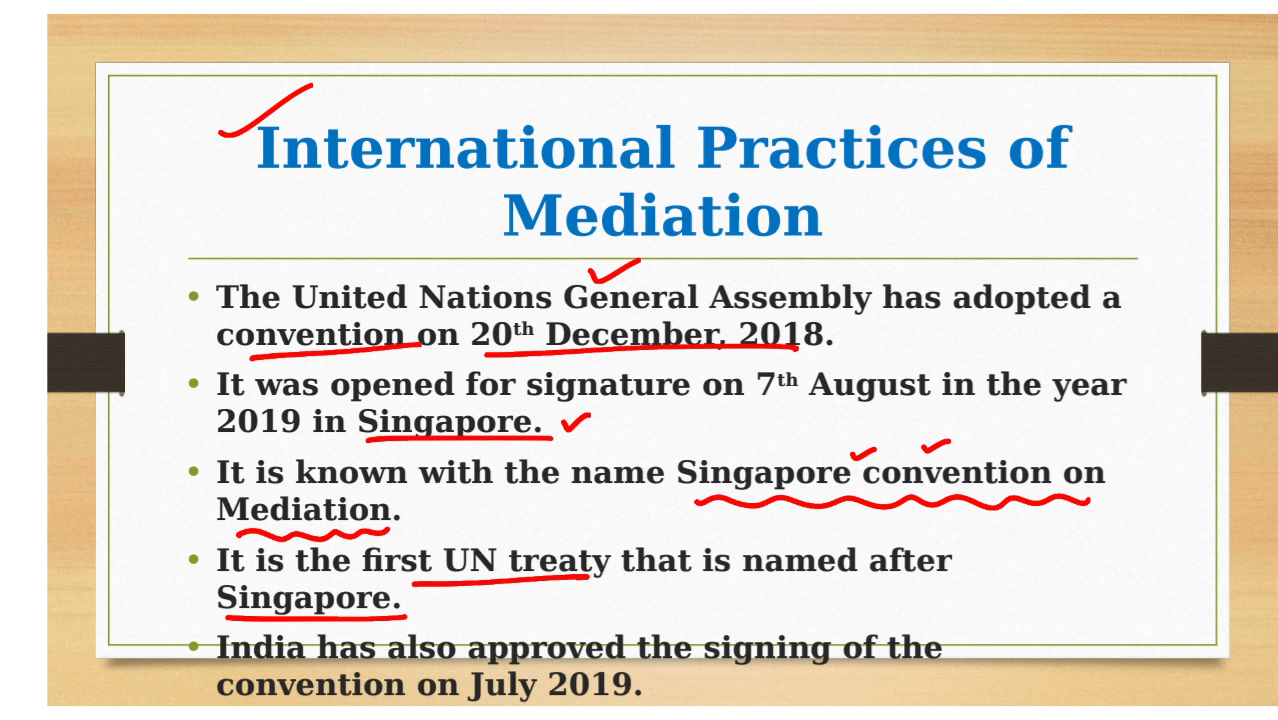 International Practices of
Mediation
• The United Nations General Assembly has adopted a
convention on 20th December, 2018.
• It was opened for signature on 7th August in the year
2019 in Singapore.
• It is known with the name Singapore convention on
Mediation.
• It is the first UN treaty that is named after
Singapore.
• India has also approved the signing of the
convention on July 2019.